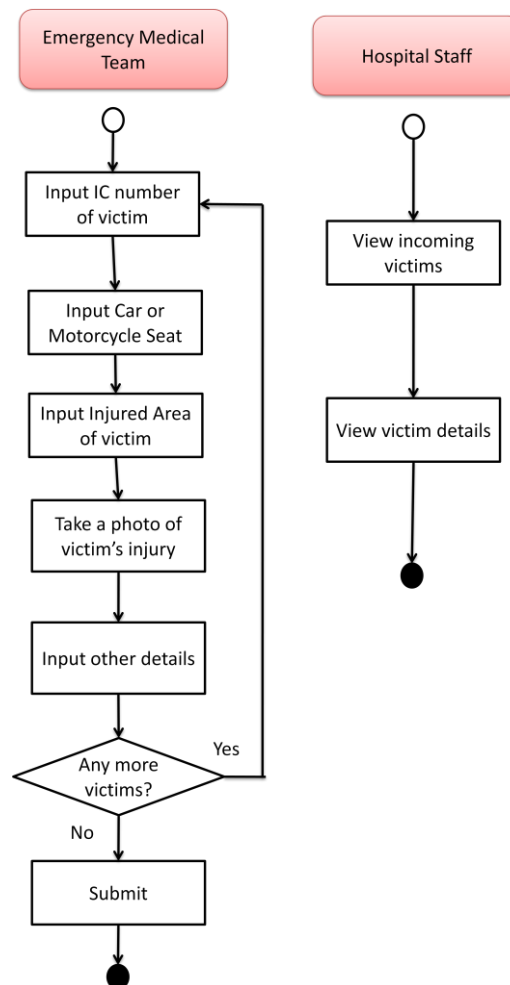 Emergency Medical
Team
Input IC number
of victim
Input Car or
Motorcycle Seat
Input Injured Area
of victim
Take a photo of
victim’s injury
Input other details
Any more
victims?
Yes
No
Submit
Hospital Staff
View incoming
victims
View victim details